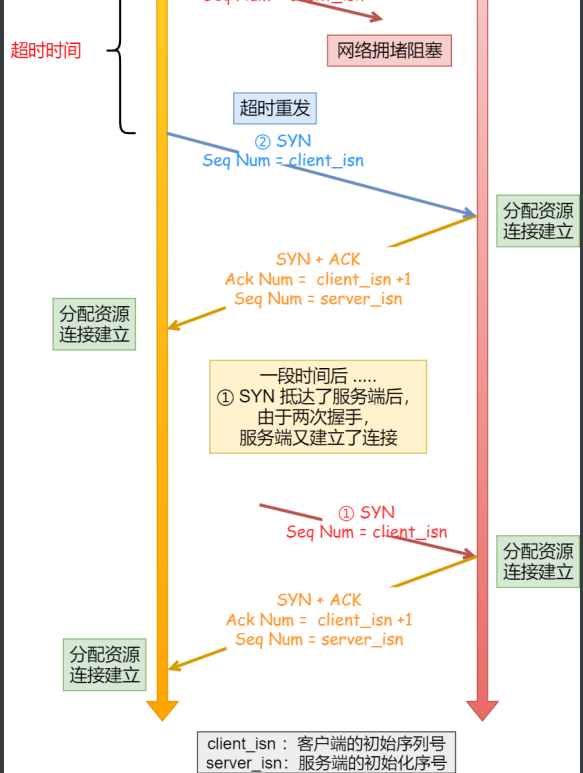 超时时间
网络拥堵阻塞
超时重发
② SYN
Seq Num = client_isn
分配资源
连接建立
SYN + ACK
Ack Num = client_isn +1
Seq Num = server_isn
分配资源
连接建立
一段时间后 .....
① SYN 抵达了服务端后，
由于两次握手，
服务端又建立了连接
① SYN
Seq Num = client_isn
分配资源
连接建立
SYN + ACK
Ack Num = client_isn +1
Seq Num = server_isn
分配资源
连接建立
client_isn ：客户端的初始序列号
server_isn：服务端的初始化序号